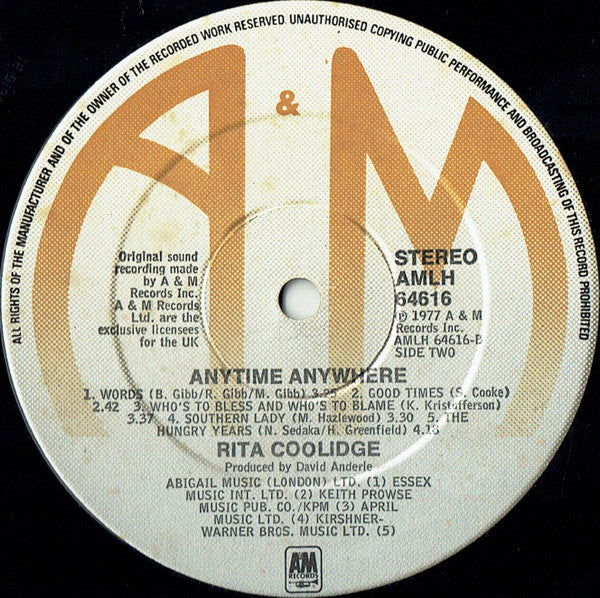 ALL RIGHTS OF THE MANUFACTURER AND OF THE OWNER OF THE RECORDED WORK RESERVED. UNAUTHORISED COPYING PUBLIC PERFORMANCE AND BROADCASTING OF THIS RECORD PROHIBITED
A & M
Original sound
recording made
by A & M
Records Inc.
A & M Records
Ltd. are the
exclusive licensees
for the UK
STEREO
AMLH
64616
℗ 1977 A & M
Records Inc.
AMLH 64616-B
SIDE TWO
ANYTIME ANYWHERE
1. WORDS (B. Gibb/R. Gibb/M. Gibb) 3.25 2. GOOD TIMES (S. Cooke)
2.42 3. WHO'S TO BLESS AND WHO'S TO BLAME (K. Kristofferson)
3.37 4. SOUTHERN LADY (M. Hazlewood) 3.30 5. THE
HUNGRY YEARS (N. Sedaka/H. Greenfield) 4.18
RITA COOLIDGE
Produced by David Anderle
ABIGAIL MUSIC (LONDON) LTD. (1) ESSEX
MUSIC INT. LTD. (2) KEITH PROWSE
MUSIC PUB. CO./KPM (3) APRIL
MUSIC LTD. (4) KIRSHNER-
WARNER BROS. MUSIC LTD. (5)
AM
RECORDS